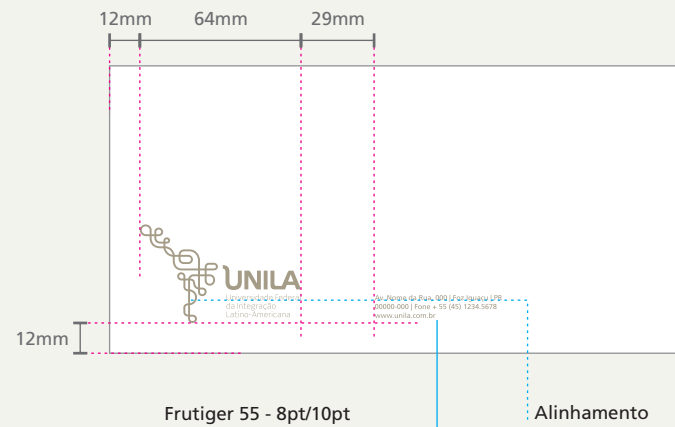 12mm 64mm 29mm
UNILA
Universidade Federal
da Integração
Latino-Americana
Av. Nome da Rua, 000 | Foz Iguaçu | PR
00000-000 | Fone + 55 (45) 1234.5678
www.unila.com.br
12mm
Frutiger 55 - 8pt/10pt
Alinhamento